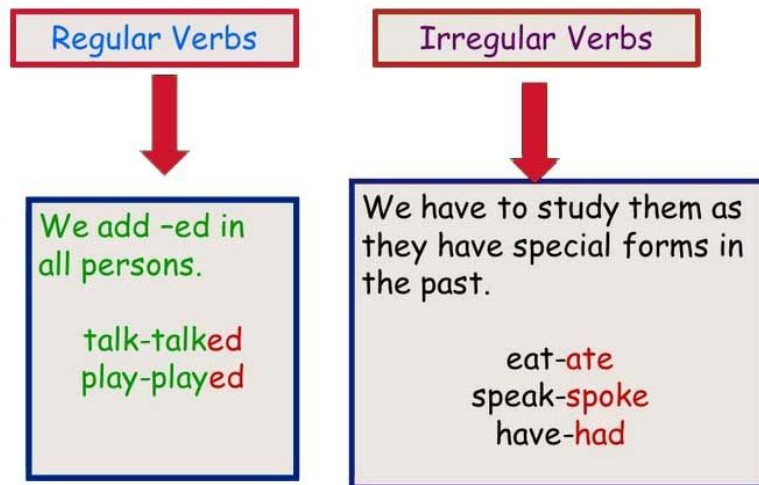 Regular Verbs
Irregular Verbs
We add –ed in
all persons.
talk-talked
play-played
We have to study them as
they have special forms in
the past.
eat-ate
speak-spoke
have-had